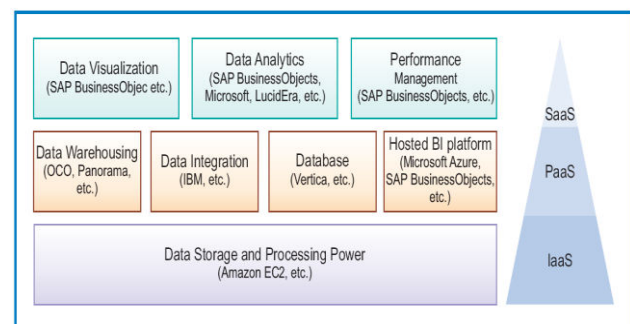 Data Visualization
(SAP BusinessObjec etc.)
Data Analytics
(SAP BusinessObjects,
Microsoft, LucidEra, etc.)
Performance
Management
(SAP BusinessObjects, etc.)
SaaS
Data Warehousing
(OCO, Panorama,
etc.)
Data Integration
(IBM, etc.)
Database
(Vertica, etc.)
Hosted BI platform
(Microsoft Azure,
SAP BusinessObjects,
etc.)
PaaS
Data Storage and Processing Power
(Amazon EC2, etc.)
IaaS